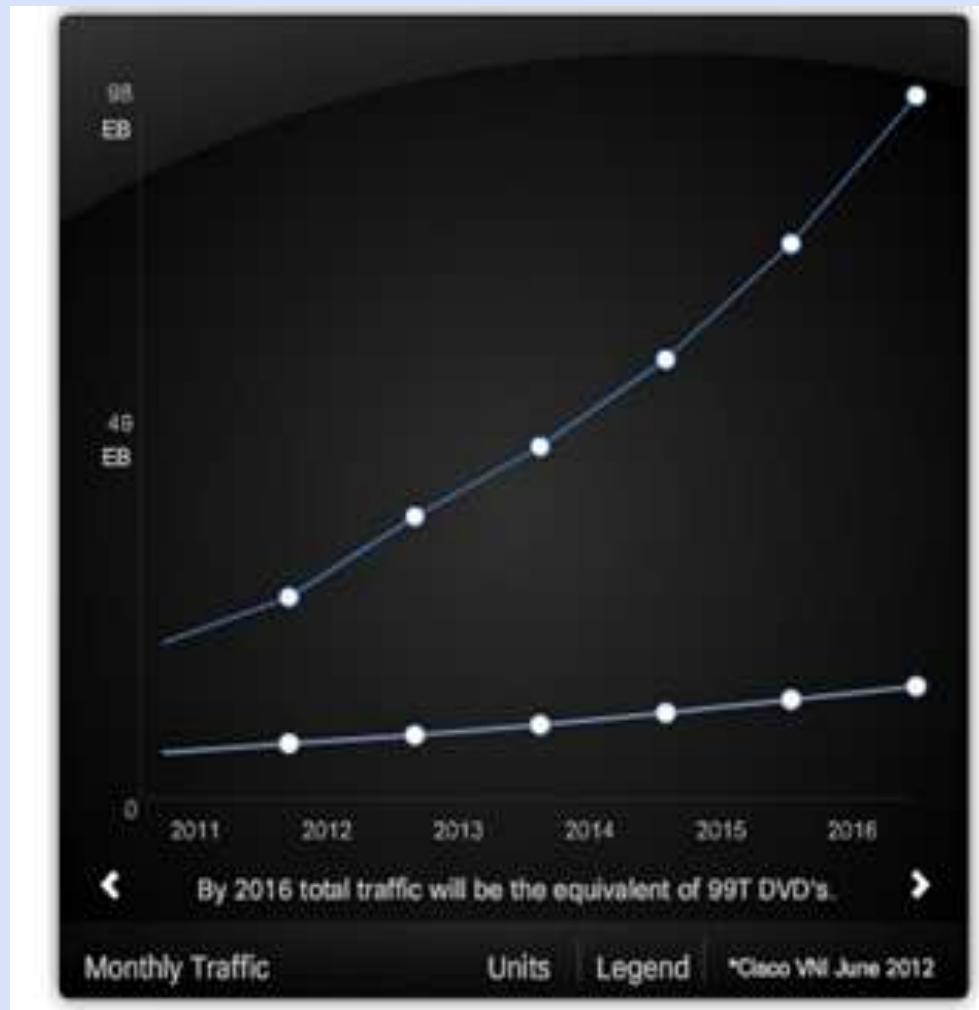 98
EB
49
EB
0
2011 2012 2013 2014 2015 2016
By 2016 total traffic will be the equivalent of 99T DVD's.
Monthly Traffic Units Legend *Cisco VNI June 2012